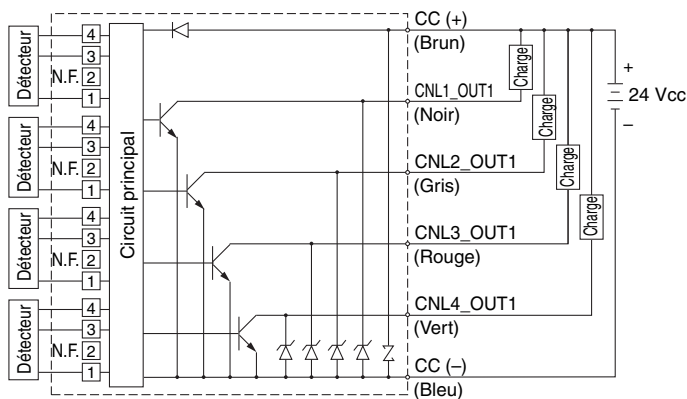 Détecteur
4
3
N.F. 2
1
Détecteur
4
3
N.F. 2
1
Détecteur
4
3
N.F. 2
1
Détecteur
4
3
N.F. 2
1
Circuit principal
CC (+)
(Brun)
CNL1_OUT1
(Noir)
CNL2_OUT1
(Gris)
CNL3_OUT1
(Rouge)
CNL4_OUT1
(Vert)
CC (–)
(Bleu)
Charge
Charge
Charge
Charge
+
24 Vcc
–